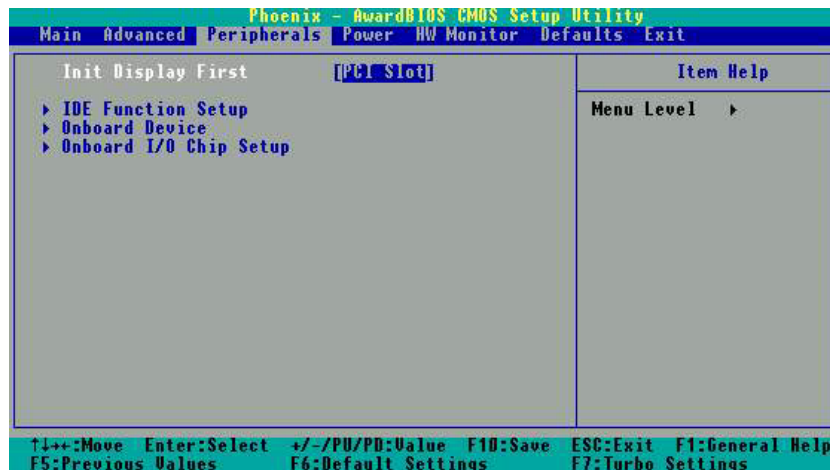 Phoenix - AwardBIOS CMOS Setup Utility
Main Advanced Peripherals Power HW Monitor Defaults Exit
Init Display First [PCI Slot] Item Help
▸ IDE Function Setup Menu Level ▸
▸ Onboard Device
▸ Onboard I/O Chip Setup
↑↓→←:Move Enter:Select +/-/PU/PD:Value F10:Save ESC:Exit F1:General Help
F5:Previous Values F6:Default Settings F7:Turbo Settings